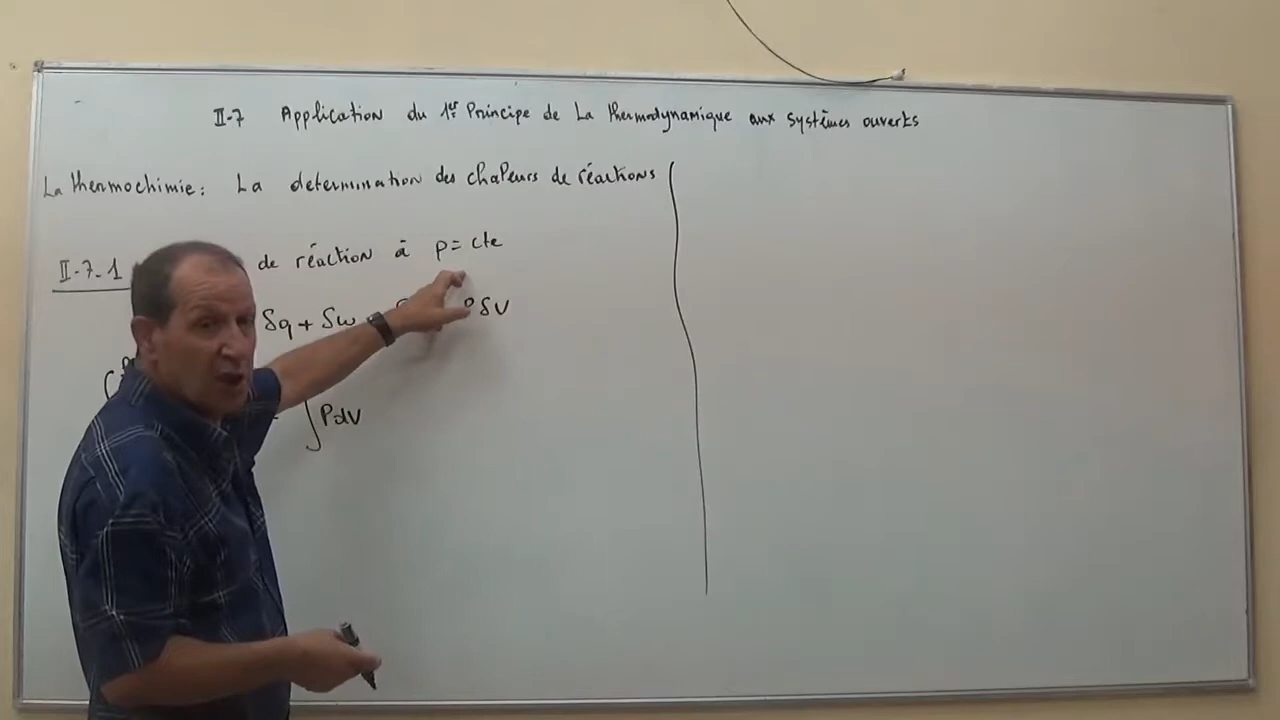 II-7 Application du 1er Principe de La thermodynamique aux systèmes ouverts
La thermochimie : La determination des chaleurs de réactions
II-7-1 de réaction à p = cte
δq + δw P δV
∫ PdV